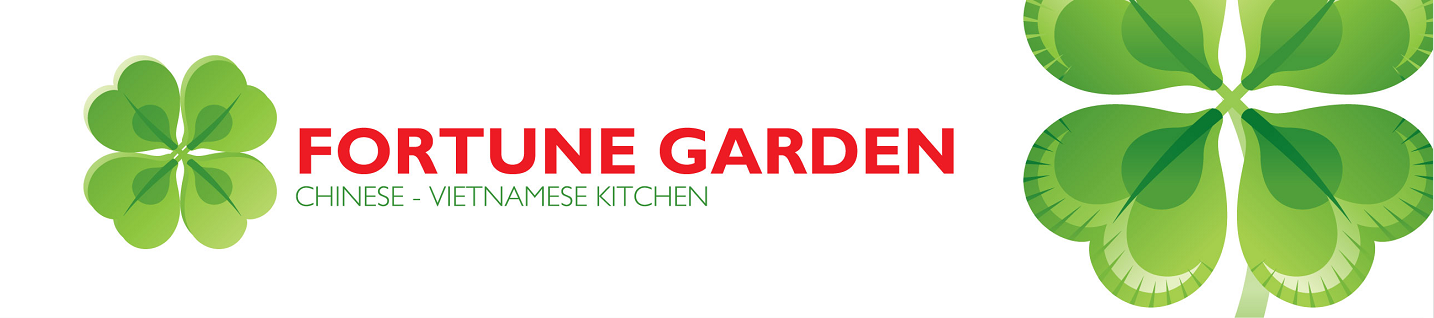 FORTUNE GARDEN
CHINESE - VIETNAMESE KITCHEN